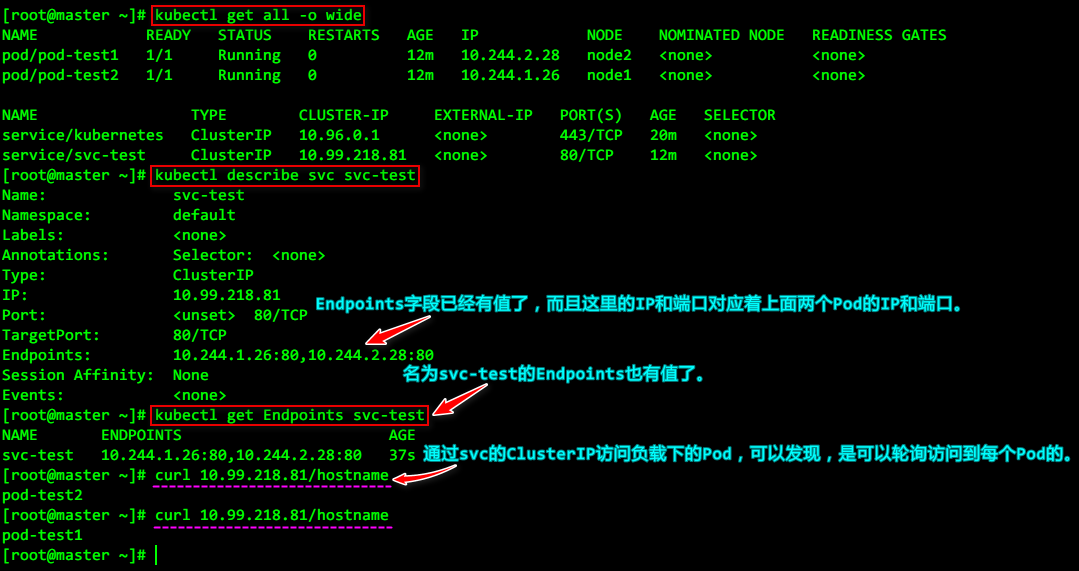 [root@master ~]# kubectl get all -o wide
NAME READY STATUS RESTARTS AGE IP NODE NOMINATED NODE READINESS GATES
pod/pod-test1 1/1 Running 0 12m 10.244.2.28 node2 <none> <none>
pod/pod-test2 1/1 Running 0 12m 10.244.1.26 node1 <none> <none>
NAME TYPE CLUSTER-IP EXTERNAL-IP PORT(S) AGE SELECTOR
service/kubernetes ClusterIP 10.96.0.1 <none> 443/TCP 20m <none>
service/svc-test ClusterIP 10.99.218.81 <none> 80/TCP 12m <none>
[root@master ~]# kubectl describe svc svc-test
Name: svc-test
Namespace: default
Labels: <none>
Annotations: Selector: <none>
Type: ClusterIP
IP: 10.99.218.81
Endpoints字段已经有值了，而且这里的IP和端口对应着上面两个Pod的IP和端口。
Port: <unset> 80/TCP
TargetPort: 80/TCP
Endpoints: 10.244.1.26:80,10.244.2.28:80
Session Affinity: None
名为svc-test的Endpoints也有值了。
Events: <none>
[root@master ~]# kubectl get Endpoints svc-test
NAME ENDPOINTS AGE
svc-test 10.244.1.26:80,10.244.2.28:80 37s
通过svc的ClusterIP访问负载下的Pod，可以发现，是可以轮询访问到每个Pod的。
[root@master ~]# curl 10.99.218.81/hostname
pod-test2
[root@master ~]# curl 10.99.218.81/hostname
pod-test1
[root@master ~]#